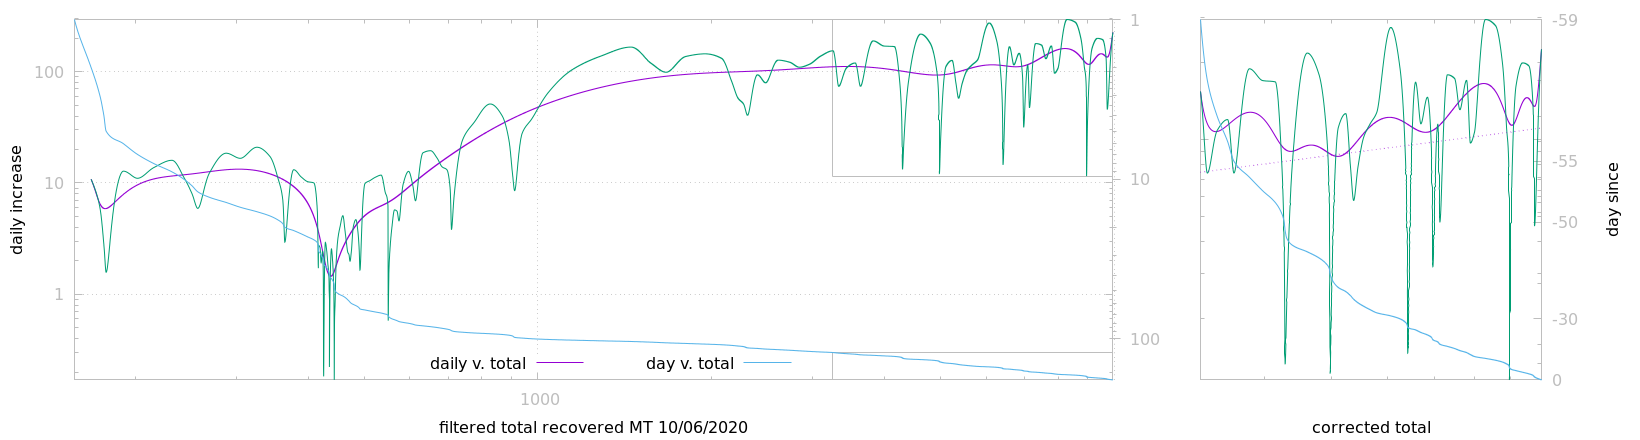 daily increase
100
10
1
1000
filtered total recovered MT 10/06/2020
daily v. total
day v. total
1
10
100
-59
-55
-50
-30
0
day since
corrected total